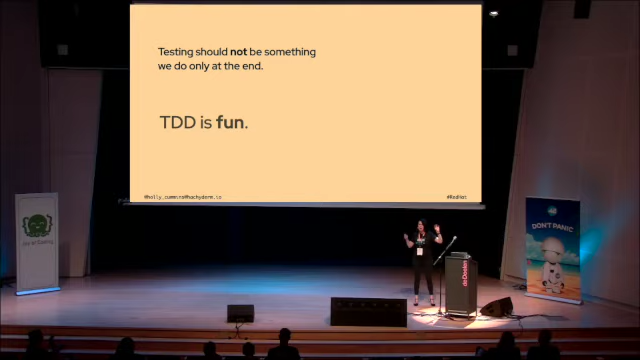 Testing should not be something
we do only at the end.
TDD is fun.
@holly_cummins@hachyderm.io
#RedHat
DON'T PANIC